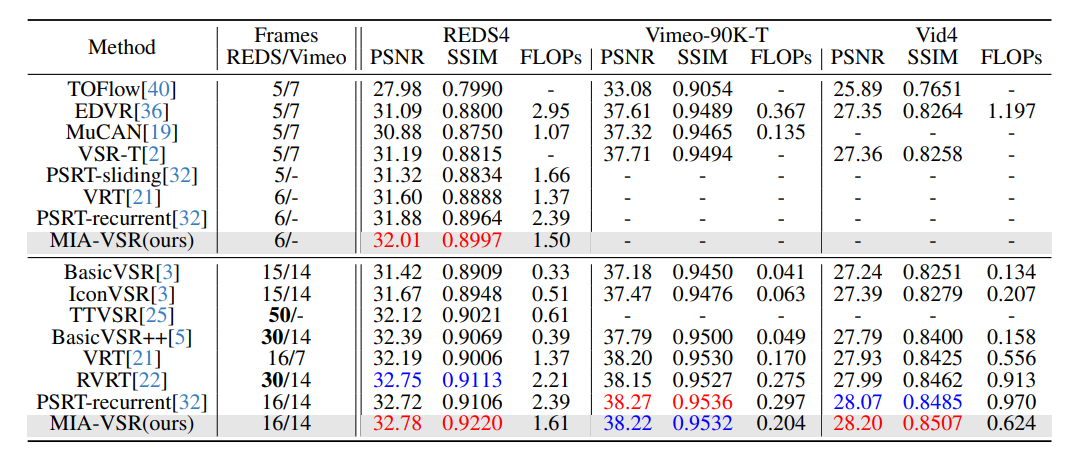 Method Frames REDS4 Vimeo-90K-T Vid4
REDS/Vimeo PSNR SSIM FLOPs PSNR SSIM FLOPs PSNR SSIM FLOPs
TOFlow[40] 5/7 27.98 0.7990 - 33.08 0.9054 - 25.89 0.7651 -
EDVR[36] 5/7 31.09 0.8800 2.95 37.61 0.9489 0.367 27.35 0.8264 1.197
MuCAN[19] 5/7 30.88 0.8750 1.07 37.32 0.9465 0.135 - - -
VSR-T[2] 5/7 31.19 0.8815 - 37.71 0.9494 - 27.36 0.8258 -
PSRT-sliding[32] 5/- 31.32 0.8834 1.66 - - - - - -
VRT[21] 6/- 31.60 0.8888 1.37 - - - - - -
PSRT-recurrent[32] 6/- 31.88 0.8964 2.39 - - - - - -
MIA-VSR(ours) 6/- 32.01 0.8997 1.50 - - - - - -
BasicVSR[3] 15/14 31.42 0.8909 0.33 37.18 0.9450 0.041 27.24 0.8251 0.134
IconVSR[3] 15/14 31.67 0.8948 0.51 37.47 0.9476 0.063 27.39 0.8279 0.207
TTVSR[25] 50/- 32.12 0.9021 0.61 - - - - - -
BasicVSR++[5] 30/14 32.39 0.9069 0.39 37.79 0.9500 0.049 27.79 0.8400 0.158
VRT[21] 16/7 32.19 0.9006 1.37 38.20 0.9530 0.170 27.93 0.8425 0.556
RVRT[22] 30/14 32.75 0.9113 2.21 38.15 0.9527 0.275 27.99 0.8462 0.913
PSRT-recurrent[32] 16/14 32.72 0.9106 2.39 38.27 0.9536 0.297 28.07 0.8485 0.970
MIA-VSR(ours) 16/14 32.78 0.9220 1.61 38.22 0.9532 0.204 28.20 0.8507 0.624